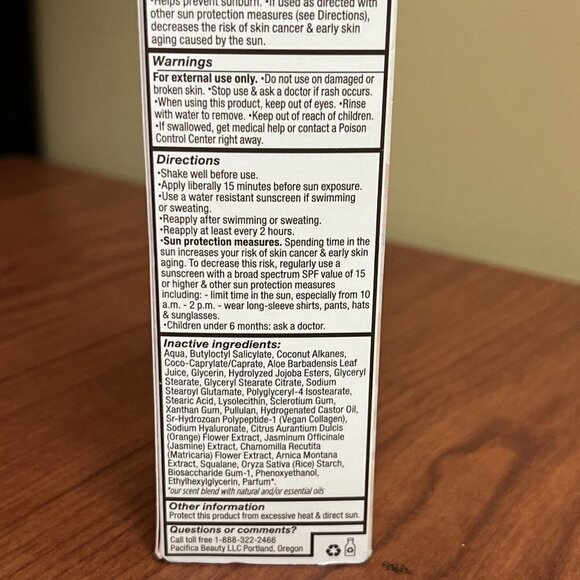 •Helps prevent sunburn. •If used as directed with
other sun protection measures (see Directions),
decreases the risk of skin cancer & early skin
aging caused by the sun.
Warnings
For external use only. •Do not use on damaged or
broken skin. •Stop use & ask a doctor if rash occurs.
•When using this product, keep out of eyes. •Rinse
with water to remove. •Keep out of reach of children.
•If swallowed, get medical help or contact a Poison
Control Center right away.
Directions
•Shake well before use.
•Apply liberally 15 minutes before sun exposure.
•Use a water resistant sunscreen if swimming
or sweating.
•Reapply after swimming or sweating.
•Reapply at least every 2 hours.
•Sun protection measures. Spending time in the
sun increases your risk of skin cancer & early skin
aging. To decrease this risk, regularly use a
sunscreen with a broad spectrum SPF value of 15
or higher & other sun protection measures
including: - limit time in the sun, especially from 10
a.m. - 2 p.m. - wear long-sleeve shirts, pants, hats
& sunglasses.
•Children under 6 months: ask a doctor.
Inactive ingredients:
Aqua, Butyloctyl Salicylate, Coconut Alkanes,
Coco-Caprylate/Caprate, Aloe Barbadensis Leaf
Juice, Glycerin, Hydrolyzed Jojoba Esters, Glyceryl
Stearate, Glyceryl Stearate Citrate, Sodium
Stearoyl Glutamate, Polyglyceryl-4 Isostearate,
Stearic Acid, Lysolecithin, Sclerotium Gum,
Xanthan Gum, Pullulan, Hydrogenated Castor Oil,
Sr-Hydrozoan Polypeptide-1 (Vegan Collagen),
Sodium Hyaluronate, Citrus Aurantium Dulcis
(Orange) Flower Extract, Jasminum Officinale
(Jasmine) Extract, Chamomilla Recutita
(Matricaria) Flower Extract, Arnica Montana
Extract, Squalane, Oryza Sativa (Rice) Starch,
Biosaccharide Gum-1, Phenoxyethanol,
Ethylhexylglycerin, Parfum*.
*our scent blend with natural and/or essential oils
Other information
Protect this product from excessive heat & direct sun.
Questions or comments?
Call toll free 1-888-322-2466
Pacifica Beauty LLC Portland, Oregon